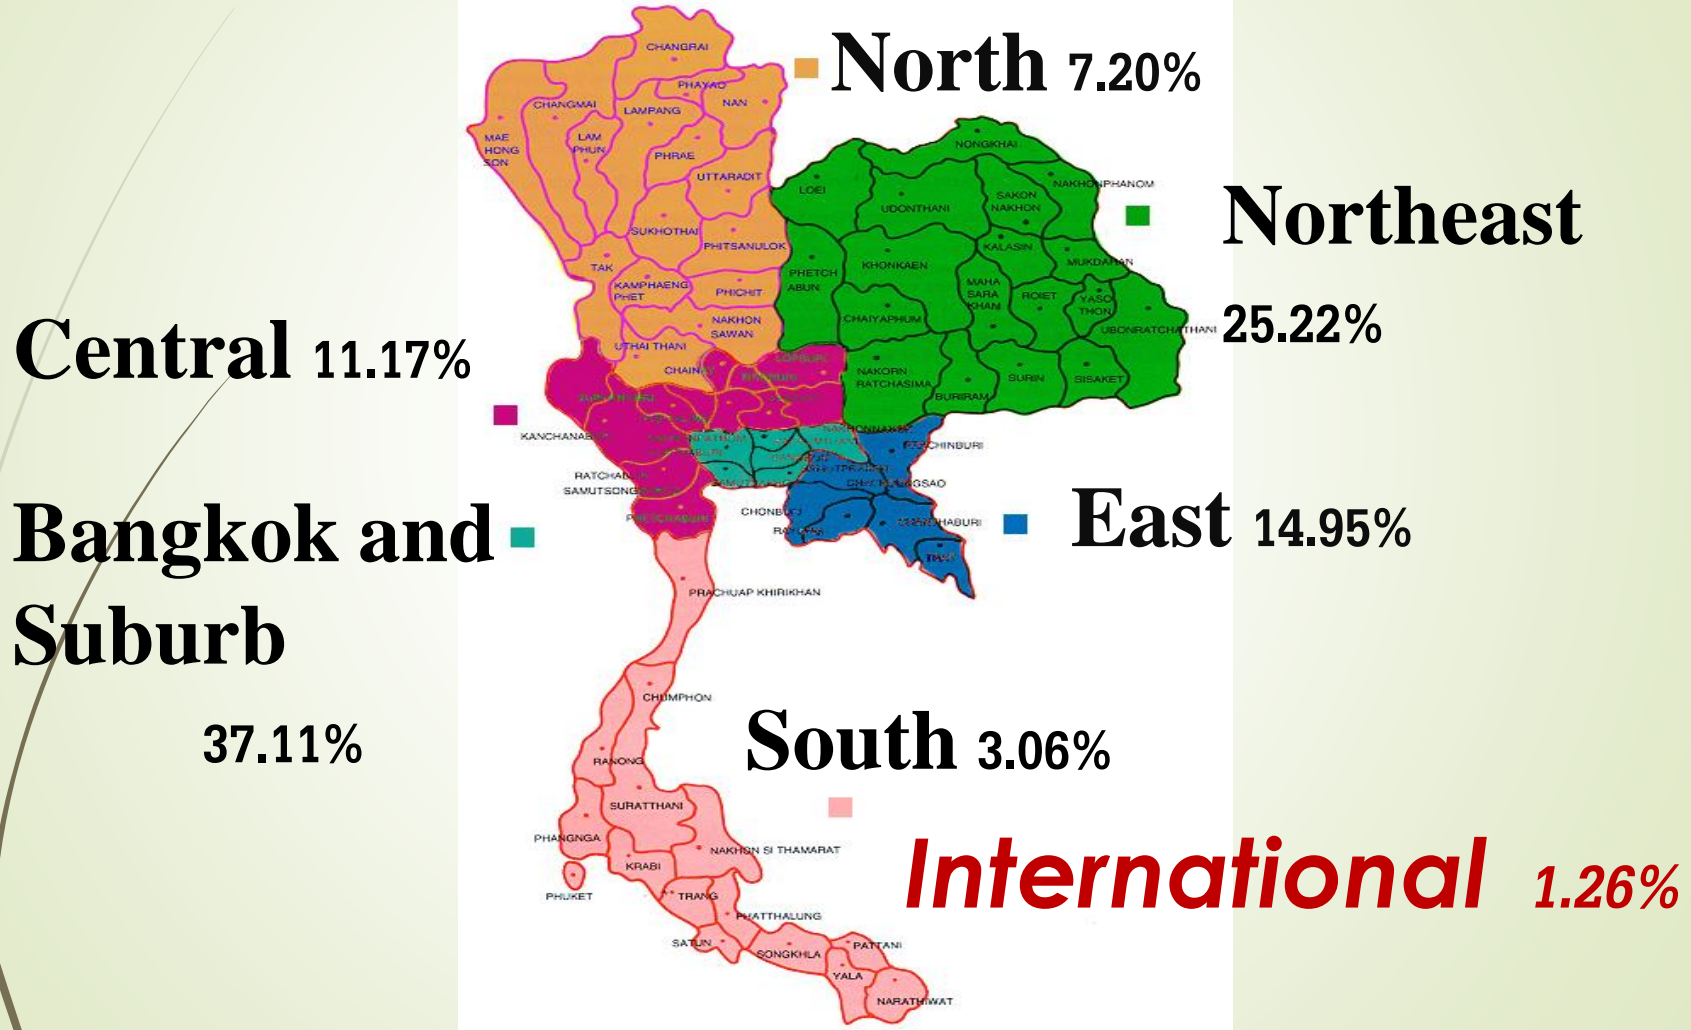 North 7.20%
Northeast
25.22%
Central 11.17%
Bangkok and
Suburb
37.11%
East 14.95%
South 3.06%
International 1.26%
CHANGRAI
PHAYAO
CHANGMAI
LAMPANG
NAN
MAE
HONG
SON
LAM
PHUN
PHRAE
UTTARADIT
SUKHOTHAI
PHITSANULOK
TAK
KAMPHAENG
PHET
PHICHIT
NAKHON
SAWAN
UTHAI THANI
NONGKHAI
LOEI
UDONTHANI
SAKON
NAKHON
NAKHONPHANOM
PHETCH
ABUN
KHONKAEN
KALASIN
MUKDAHAN
MAHA
SARA
KHAM
ROIET
YASO
THON
CHAIYAPHUM
UBONRATCHATHANI
NAKORN
RATCHASIMA
BURIRAM
SURIN
SISAKET
LOPBURI
PHETCHABURI
PRACHUAP KHIRIKHAN
CHUMPHON
RANONG
SURATTHANI
PHANGNGA
KRABI
NAKHON SI THAMARAT
PHUKET
TRANG
PHATTHALUNG
SATUN
SONGKHLA
PATTANI
YALA
NARATHIWAT